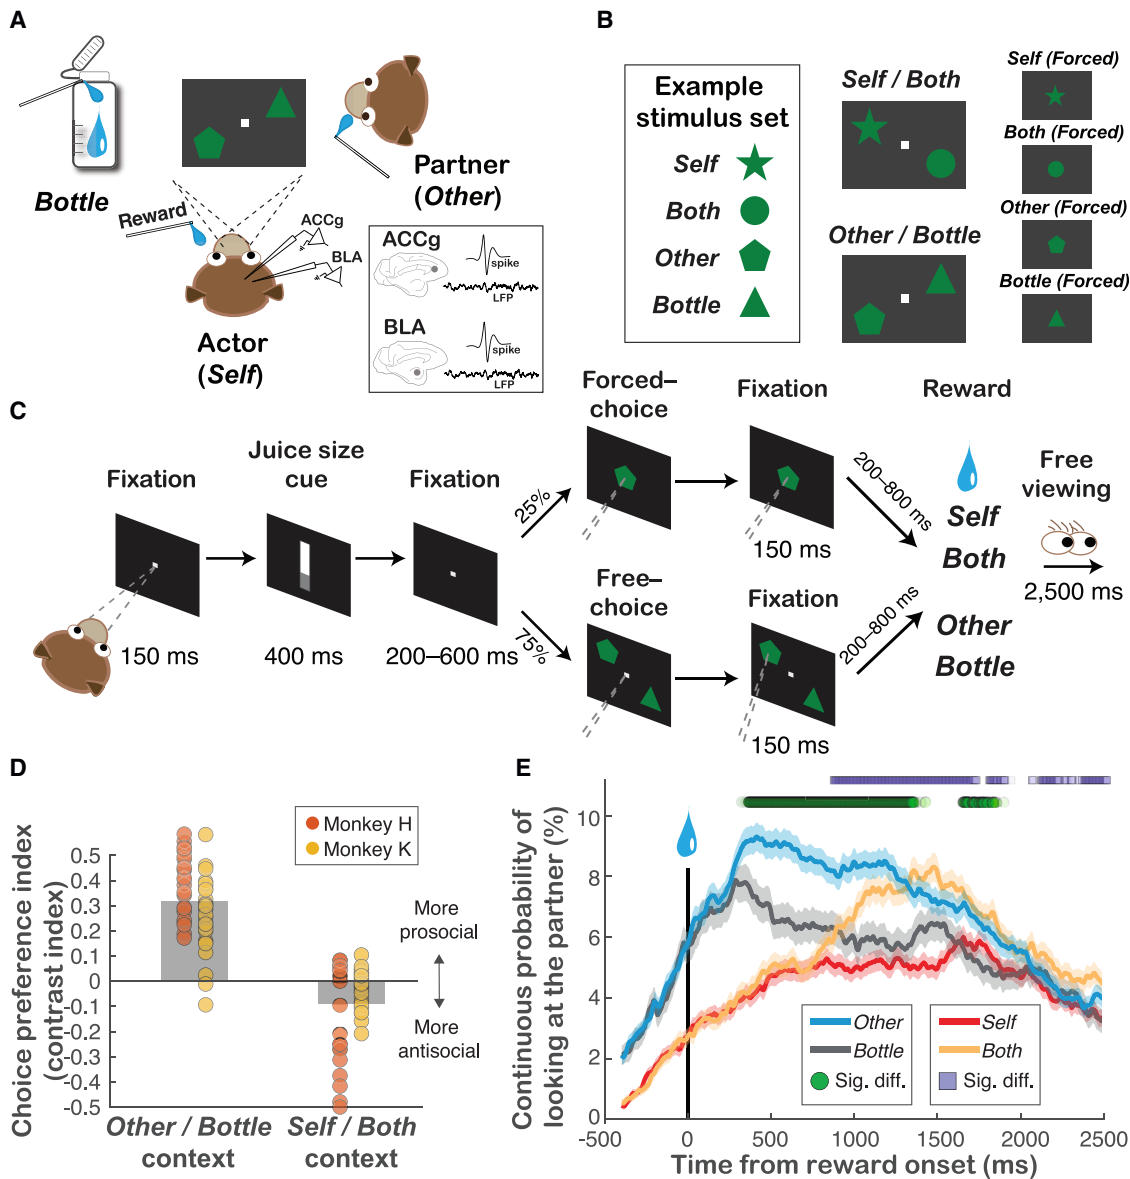 A
Bottle
Reward
ACCg
BLA
Partner
(Other)
Actor
(Self)
ACCg
spike
LFP
BLA
spike
LFP
B
Example
stimulus set
Self
Both
Other
Bottle
Self / Both
Other / Bottle
Self (Forced)
Both (Forced)
Other (Forced)
Bottle (Forced)
C
Fixation
150 ms
Juice size
cue
400 ms
Fixation
200–600 ms
25%
75%
Forced–
choice
Fixation
150 ms
200–800 ms
Free–
choice
Fixation
150 ms
200–800 ms
Reward
Self
Both
Other
Bottle
Free
viewing
2,500 ms
D
Choice preference index
(contrast index)
0.5
0.4
0.3
0.2
0.1
0
-0.1
-0.2
-0.3
-0.4
-0.5
Monkey H
Monkey K
More
prosocial
More
antisocial
Other / Bottle
context
Self / Both
context
E
Continuous probability of
looking at the partner (%)
10
8
6
4
2
0
Other
Bottle
Sig. diff.
Self
Both
Sig. diff.
-500
0
500
1000
1500
2000
2500
Time from reward onset (ms)